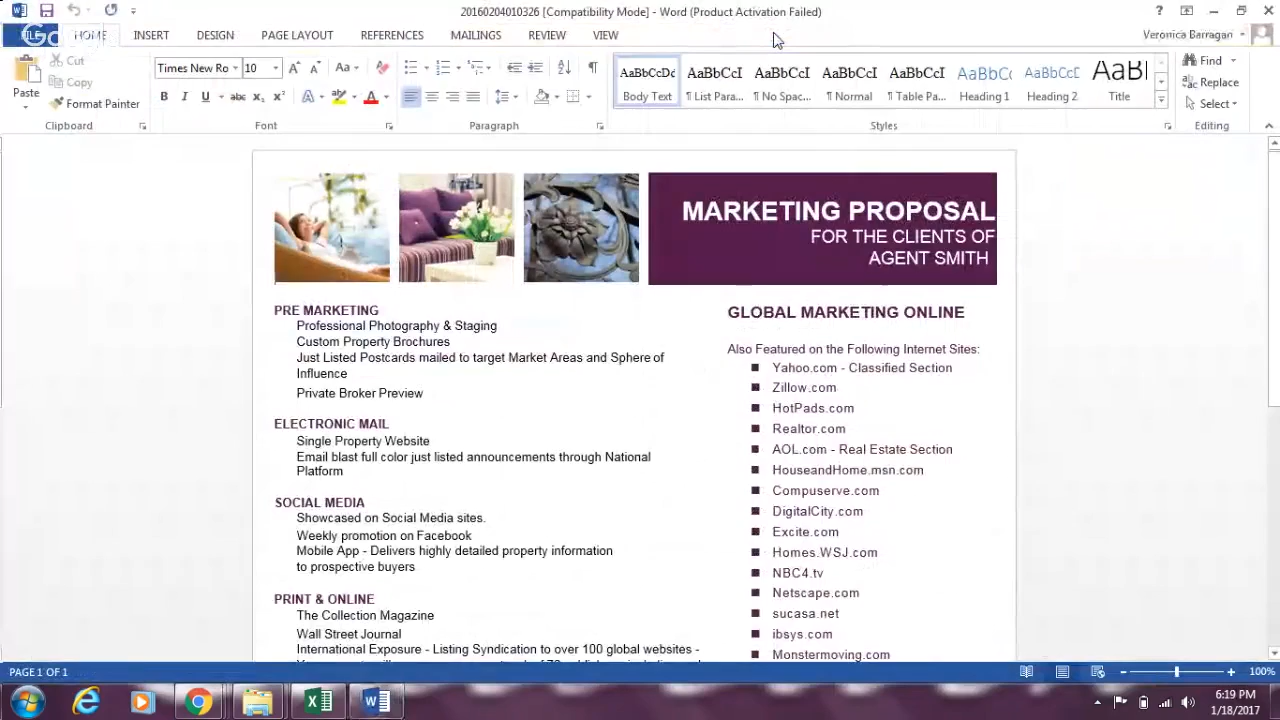 20160204010326 [Compatibility Mode] - Word (Product Activation Failed)
HOME INSERT DESIGN PAGE LAYOUT REFERENCES MAILINGS REVIEW VIEW
Veronica Barragan
Paste
Cut
Copy
Format Painter
Clipboard
Times New Ro 10
Font
Paragraph
AaBbCcDc AaBbCcI AaBbCcI AaBbCcI AaBbCcI AaBbC AaBbCcD AaBl
Body Text ¶ List Para... ¶ No Spac... ¶ Normal ¶ Table Pa... Heading 1 Heading 2 Title
Styles
Find
Replace
Select
Editing
MARKETING PROPOSAL
FOR THE CLIENTS OF
AGENT SMITH
PRE MARKETING
Professional Photography & Staging
Custom Property Brochures
Just Listed Postcards mailed to target Market Areas and Sphere of
Influence
Private Broker Preview
ELECTRONIC MAIL
Single Property Website
Email blast full color just listed announcements through National
Platform
SOCIAL MEDIA
Showcased on Social Media sites.
Weekly promotion on Facebook
Mobile App - Delivers highly detailed property information
to prospective buyers
PRINT & ONLINE
The Collection Magazine
Wall Street Journal
International Exposure - Listing Syndication to over 100 global websites -
GLOBAL MARKETING ONLINE
Also Featured on the Following Internet Sites:
■ Yahoo.com - Classified Section
■ Zillow.com
■ HotPads.com
■ Realtor.com
■ AOL.com - Real Estate Section
■ HouseandHome.msn.com
■ Compuserve.com
■ DigitalCity.com
■ Excite.com
■ Homes.WSJ.com
■ NBC4.tv
■ Netscape.com
■ sucasa.net
■ ibsys.com
■ Monstermoving.com
PAGE 1 OF 1
100%
6:19 PM
1/18/2017